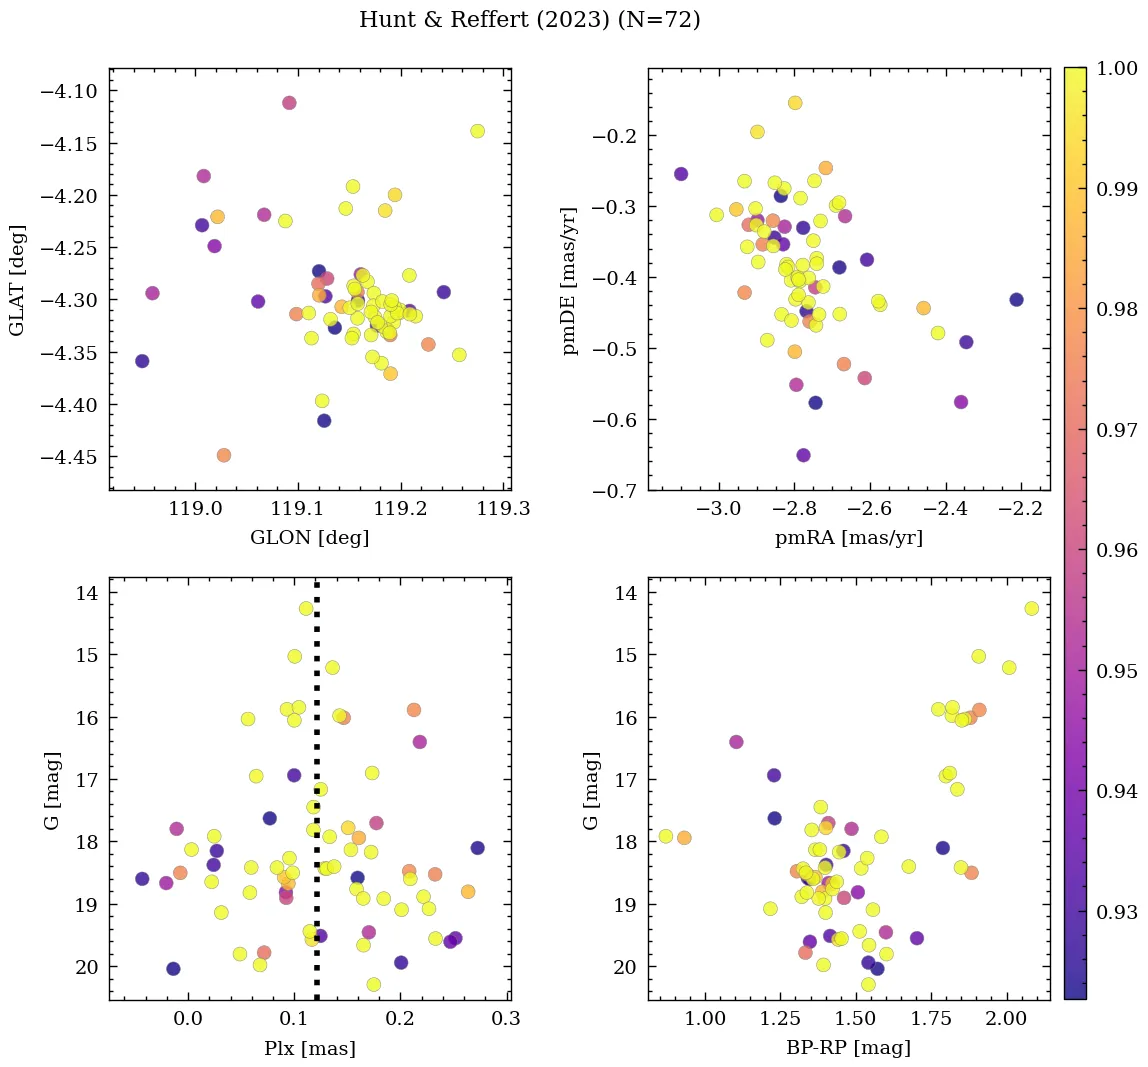 Hunt & Reffert (2023) (N=72)
−4.10
−4.15
−4.20
−4.25
−4.30
−4.35
−4.40
−4.45
GLAT [deg]
119.0 119.1 119.2 119.3
GLON [deg]
−0.2
−0.3
−0.4
−0.5
−0.6
−0.7
pmDE [mas/yr]
−3.0 −2.8 −2.6 −2.4 −2.2
pmRA [mas/yr]
14
15
16
17
18
19
20
G [mag]
0.0 0.1 0.2 0.3
Plx [mas]
14
15
16
17
18
19
20
G [mag]
1.00 1.25 1.50 1.75 2.00
BP-RP [mag]
1.00
0.99
0.98
0.97
0.96
0.95
0.94
0.93